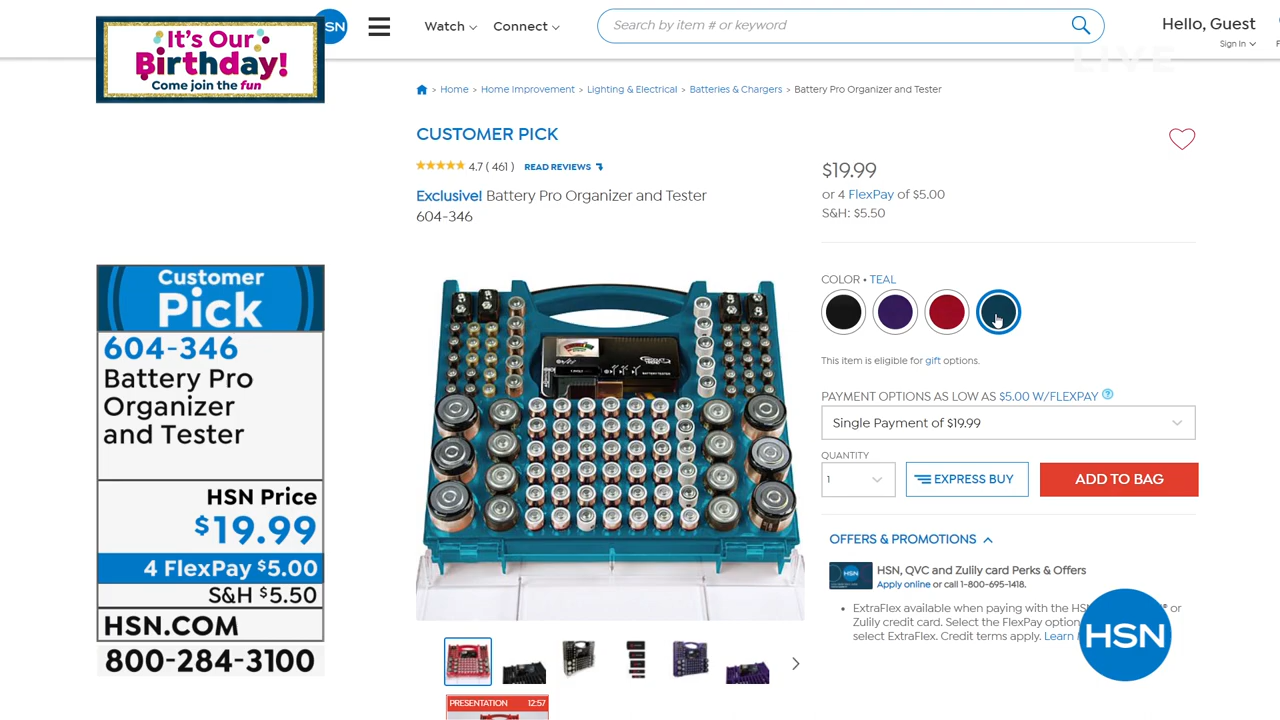 It's Our
Birthday!
Come join the fun
Watch
Connect
Search by item # or keyword
Hello, Guest
Sign In
LIVE
> Home > Home Improvement > Lighting & Electrical > Batteries & Chargers > Battery Pro Organizer and Tester
CUSTOMER PICK
4.7 ( 461 ) READ REVIEWS
Exclusive! Battery Pro Organizer and Tester
604-346
$19.99
or 4 FlexPay of $5.00
S&H: $5.50
COLOR • TEAL
This item is eligible for gift options.
PAYMENT OPTIONS AS LOW AS $5.00 W/FLEXPAY ?
Single Payment of $19.99
QUANTITY
1
EXPRESS BUY
ADD TO BAG
OFFERS & PROMOTIONS
HSN
HSN, QVC and Zulily card Perks & Offers
Apply online or call 1-800-695-1418.
• ExtraFlex available when paying with the HS ® or
Zulily credit card. Select the FlexPay option
select ExtraFlex. Credit terms apply. Learn
HSN
Customer
Pick
604-346
Battery Pro
Organizer
and Tester
HSN Price
$19.99
4 FlexPay $5.00
S&H $5.50
HSN.COM
800-284-3100
BATTERY TESTER
PRESENTATION 12:57